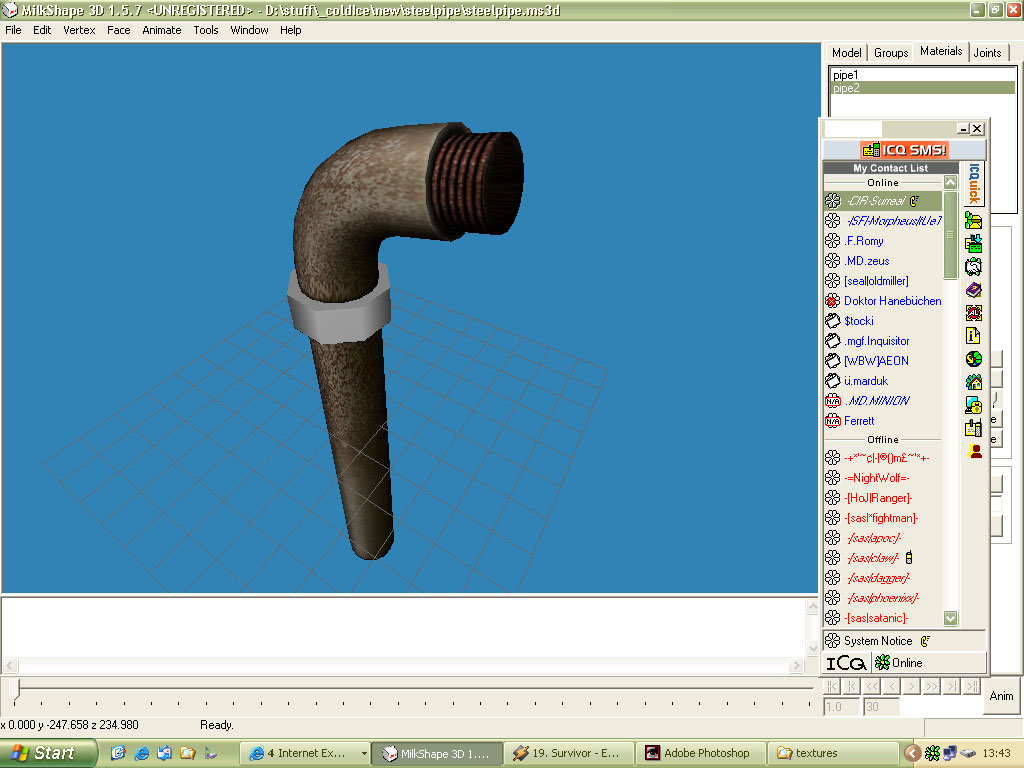 MilkShape 3D 1.5.7 <UNREGISTERED> - D:\stuff\_coldIce\new\steelpipe\steelpipe.ms3d
File Edit Vertex Face Animate Tools Window Help
Model Groups Materials Joints
pipe1
pipe2
ICQ SMS!
My Contact List
ICQuick
Online
-CIR-Surreal
.F.Romy
.MD.zeus
[seal|oldmiller]
Doktor Hanebüchen
$tocki
.mgf.Inquisitor
[WBW]AEON
ü.marduk
N/A .MD.MINION
N/A Ferrett
Offline
-=NightWolf=-
-[HoJ|Ranger]-
-[sas|*fightman]-
-[sas|apoc]-
-[sas|claw]-
-[sas|dagger]-
-[sas|phoenixx]-
-[sas|satanic]-
System Notice
ICQ Online
1.0 30 Anim
x 0.000 y -247.658 z 234.980 Ready.
Start 4 Internet Ex... MilkShape 3D 1.... 19. Survivor - E... Adobe Photoshop textures 13:43